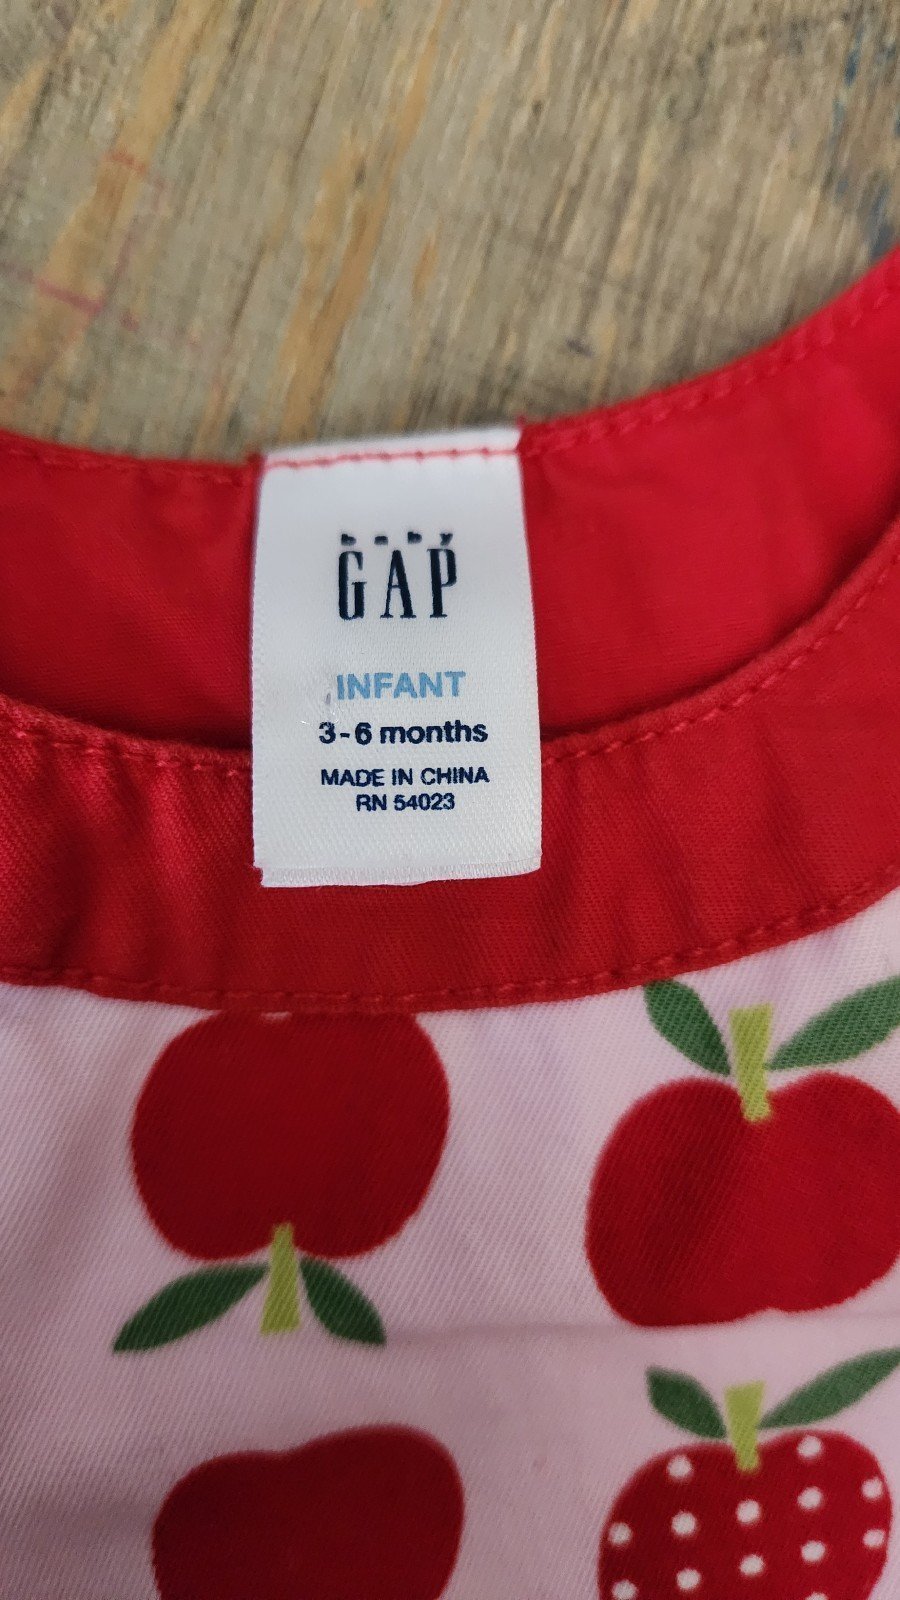 baby
GAP
INFANT
3-6 months
MADE IN CHINA
RN 54023